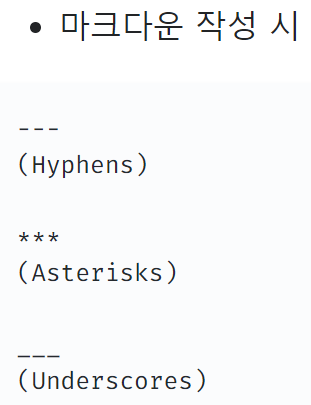 • 마크다운 작성 시
---
(Hyphens)
***
(Asterisks)
___
(Underscores)